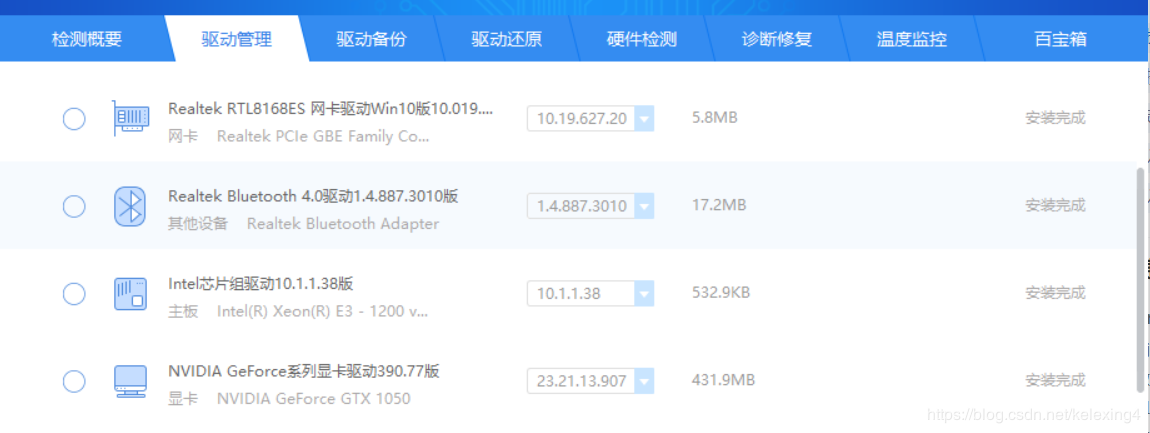 检测概要 驱动管理 驱动备份 驱动还原 硬件检测 诊断修复 温度监控 百宝箱
Realtek RTL8168ES 网卡驱动Win10版10.019.... 10.19.627.20 5.8MB 安装完成
网卡 Realtek PCIe GBE Family Co...
Realtek Bluetooth 4.0驱动1.4.887.3010版 1.4.887.3010 17.2MB 安装完成
其他设备 Realtek Bluetooth Adapter
Intel芯片组驱动10.1.1.38版 10.1.1.38 532.9KB 安装完成
主板 Intel(R) Xeon(R) E3 - 1200 v...
NVIDIA GeForce系列显卡驱动390.77版 23.21.13.907 431.9MB 安装完成
显卡 NVIDIA GeForce GTX 1050
https://blog.csdn.net/kelexing4